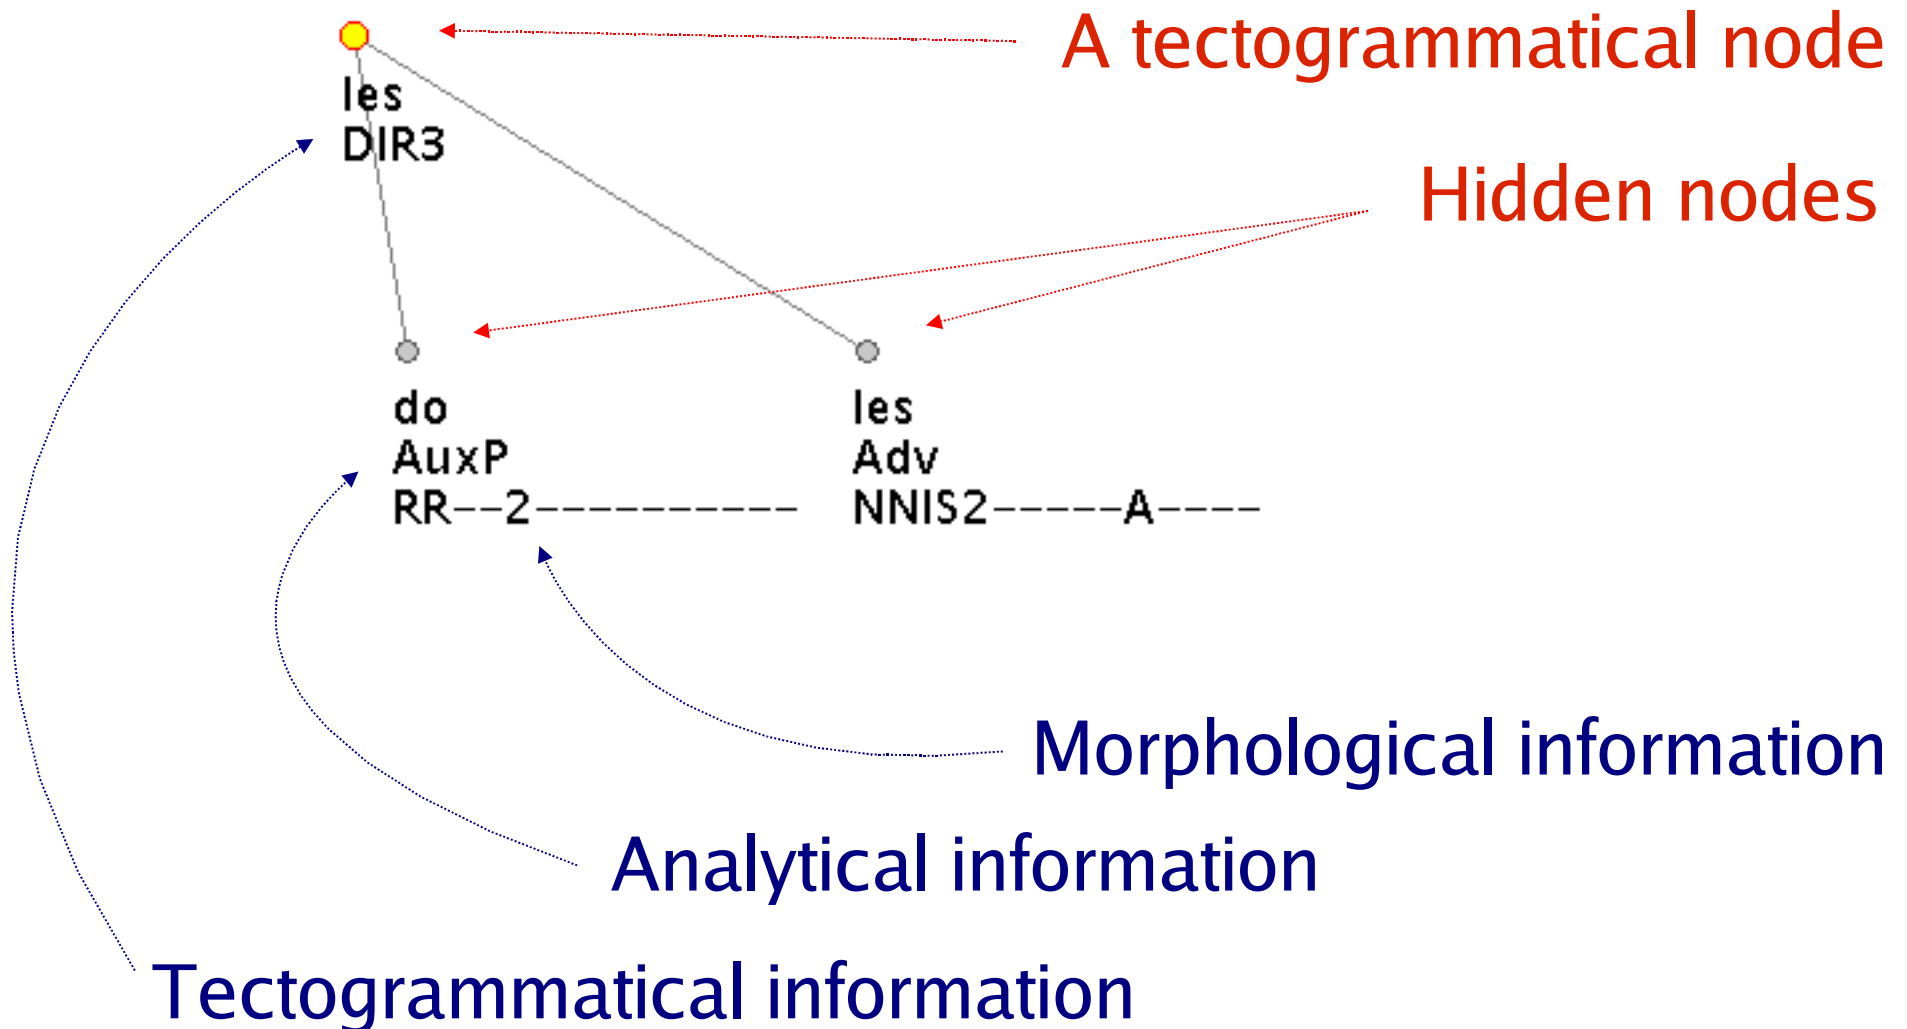 A tectogrammatical node
les
DIR3
Hidden nodes
do
AuxP
RR--2----------
les
Adv
NNIS2-----A----
Morphological information
Analytical information
Tectogrammatical information